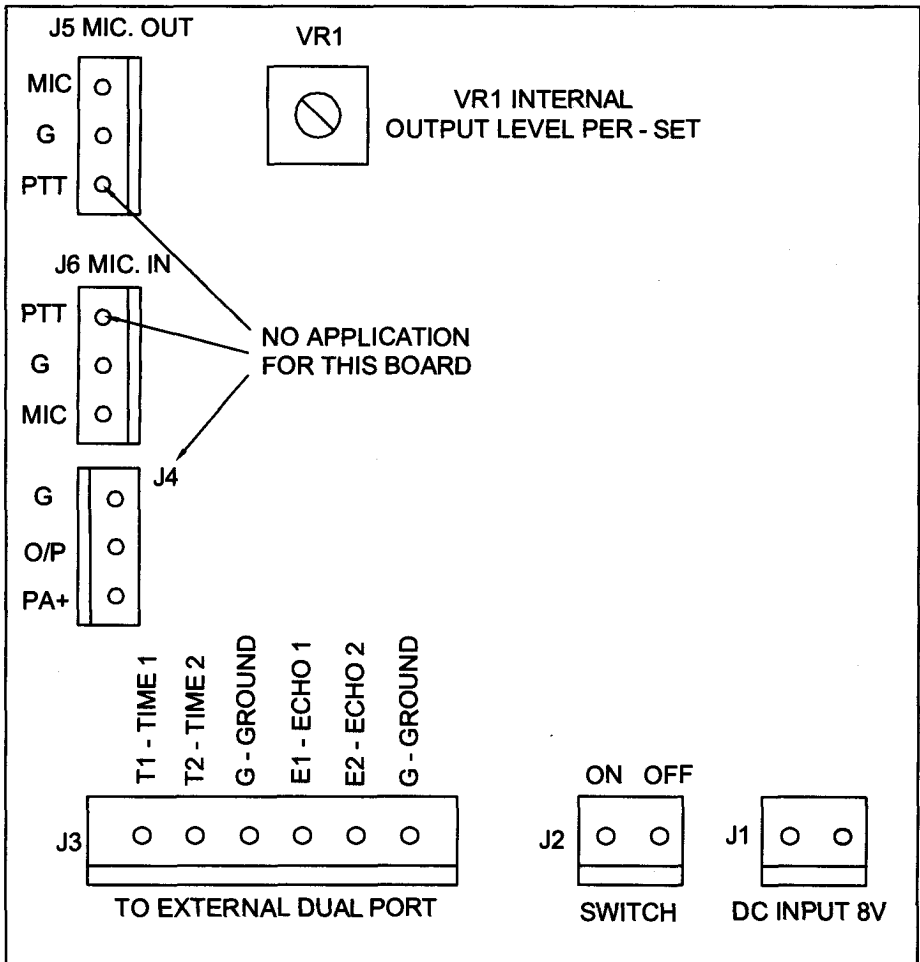 J5 MIC. OUT
MIC
G
PTT
VR1
VR1 INTERNAL
OUTPUT LEVEL PER - SET
J6 MIC. IN
PTT
G
MIC
NO APPLICATION
FOR THIS BOARD
J4
G
O/P
PA+
T1 - TIME 1
T2 - TIME 2
G - GROUND
E1 - ECHO 1
E2 - ECHO 2
G - GROUND
J3
TO EXTERNAL DUAL PORT
ON OFF
J2
SWITCH
J1
DC INPUT 8V